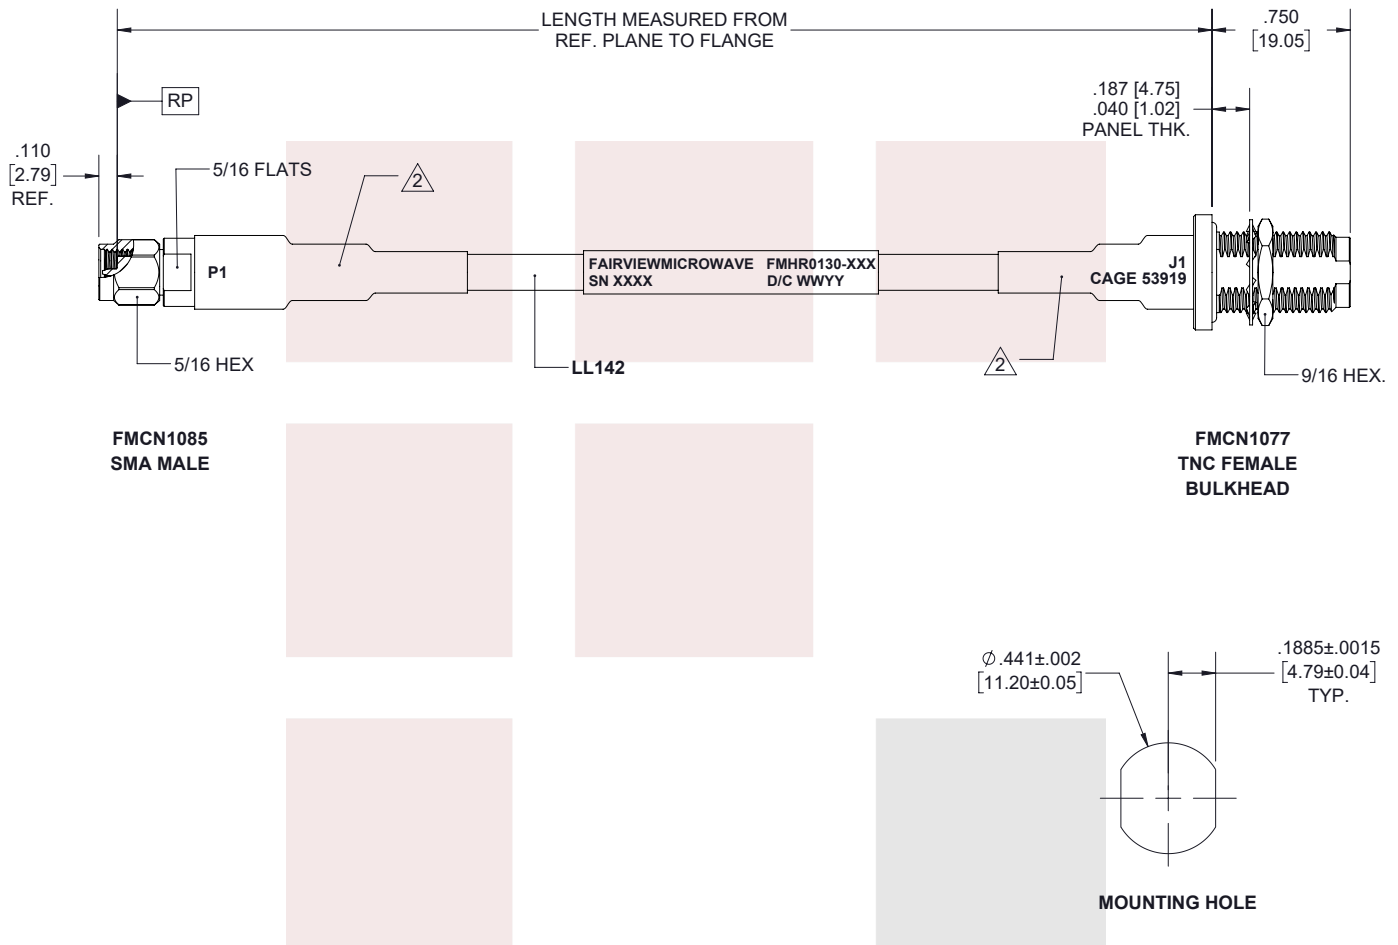 LENGTH MEASURED FROM
REF. PLANE TO FLANGE
.750
[19.05]
RP
.187 [4.75]
.040 [1.02]
PANEL THK.
.110
[2.79]
REF.
5/16 FLATS
2
P1
FAIRVIEWMICROWAVE FMHR0130-XXX
SN XXXX D/C WWYY
J1
CAGE 53919
5/16 HEX
LL142
2
9/16 HEX.
FMCN1085
SMA MALE
FMCN1077
TNC FEMALE
BULKHEAD
Ø.441±.002
[11.20±0.05]
.1885±.0015
[4.79±0.04]
TYP.
MOUNTING HOLE